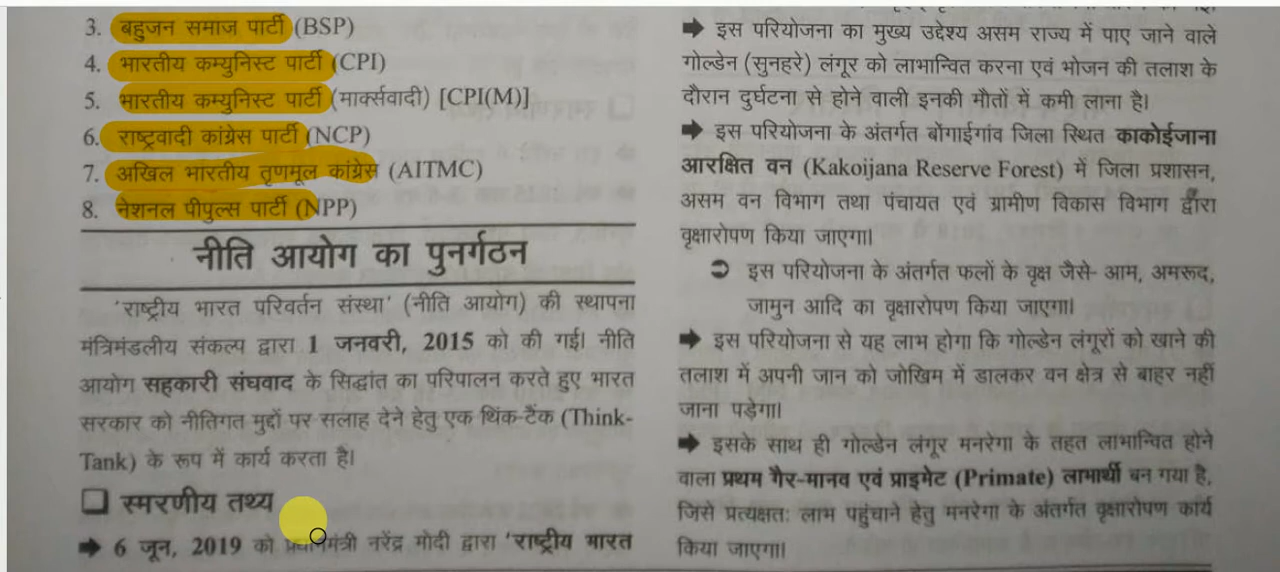 3. बहुजन समाज पार्टी (BSP)
4. भारतीय कम्युनिस्ट पार्टी (CPI)
5. भारतीय कम्युनिस्ट पार्टी (मार्क्सवादी) [CPI(M)]
6. राष्ट्रवादी कांग्रेस पार्टी (NCP)
7. अखिल भारतीय तृणमूल कांग्रेस (AITMC)
8. नेशनल पीपुल्स पार्टी (NPP)
नीति आयोग का पुनर्गठन
'राष्ट्रीय भारत परिवर्तन संस्था' (नीति आयोग) की स्थापना
मंत्रिमंडलीय संकल्प द्वारा 1 जनवरी, 2015 को की गई। नीति
आयोग सहकारी संघवाद के सिद्धांत का परिपालन करते हुए भारत
सरकार को नीतिगत मुद्दों पर सलाह देने हेतु एक थिंक-टैंक (Think-
Tank) के रूप में कार्य करता है।
❑ स्मरणीय तथ्य
➡ 6 जून, 2019 को प्रधानमंत्री नरेंद्र मोदी द्वारा 'राष्ट्रीय भारत
➡ इस परियोजना का मुख्य उद्देश्य असम राज्य में पाए जाने वाले
गोल्डेन (सुनहरे) लंगूर को लाभान्वित करना एवं भोजन की तलाश के
दौरान दुर्घटना से होने वाली इनकी मौतों में कमी लाना है।
➡ इस परियोजना के अंतर्गत बोंगाईगांव जिला स्थित काकोईजाना
आरक्षित वन (Kakoijana Reserve Forest) में जिला प्रशासन,
असम वन विभाग तथा पंचायत एवं ग्रामीण विकास विभाग द्वारा
वृक्षारोपण किया जाएगा।
➲ इस परियोजना के अंतर्गत फलों के वृक्ष जैसे- आम, अमरूद,
जामुन आदि का वृक्षारोपण किया जाएगा।
➡ इस परियोजना से यह लाभ होगा कि गोल्डेन लंगूरों को खाने की
तलाश में अपनी जान को जोखिम में डालकर वन क्षेत्र से बाहर नहीं
जाना पड़ेगा।
➡ इसके साथ ही गोल्डेन लंगूर मनरेगा के तहत लाभान्वित होने
वाला प्रथम गैर-मानव एवं प्राइमेट (Primate) लाभार्थी बन गया है,
जिसे प्रत्यक्षत: लाभ पहुंचाने हेतु मनरेगा के अंतर्गत वृक्षारोपण कार्य
किया जाएगा।